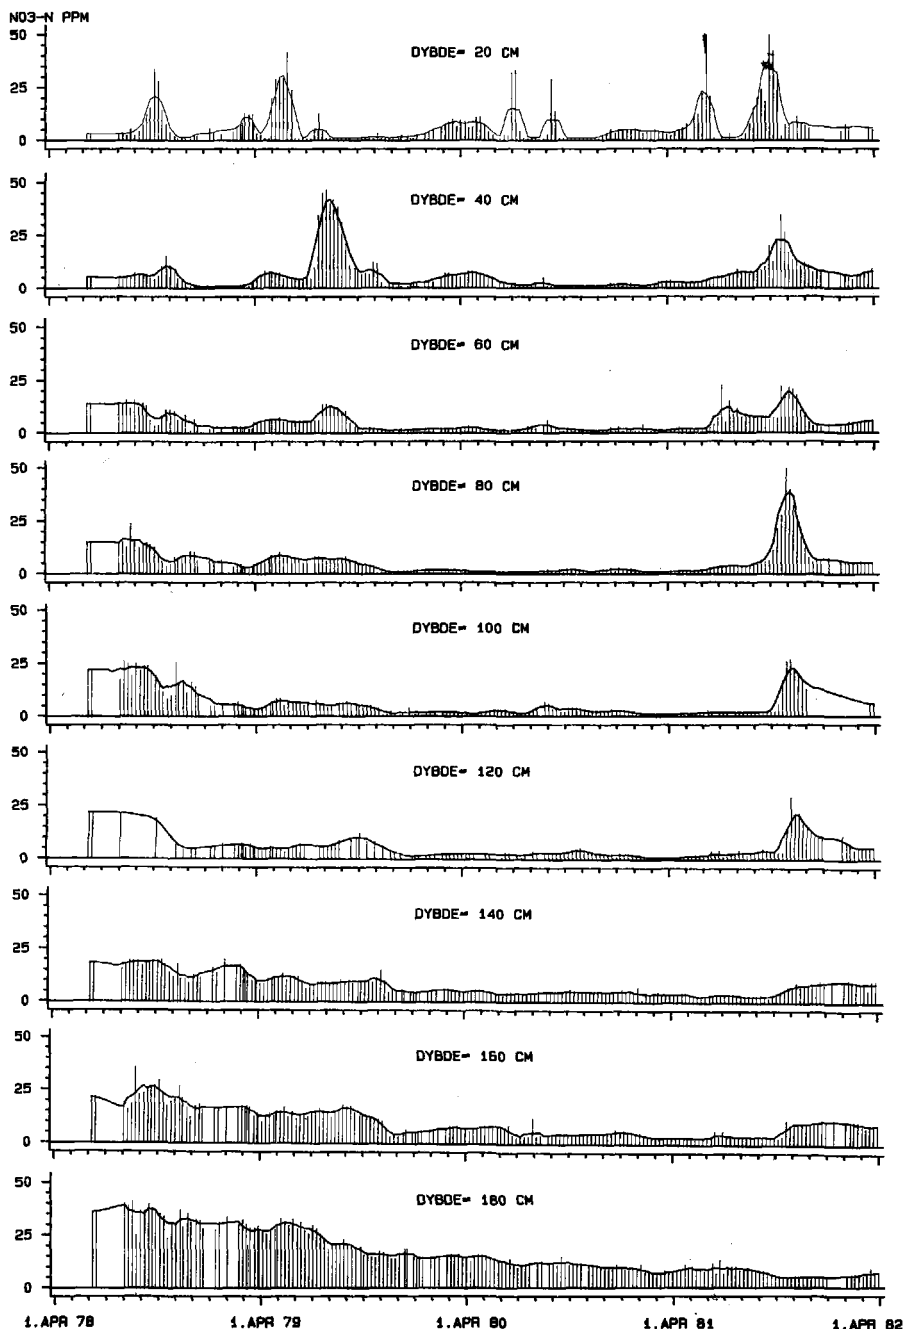 NO3-N PPM
50
25
0
DYBDE= 20 CM
50
25
0
DYBDE= 40 CM
50
25
0
DYBDE= 60 CM
50
25
0
DYBDE= 80 CM
50
25
0
DYBDE= 100 CM
50
25
0
DYBDE= 120 CM
50
25
0
DYBDE= 140 CM
50
25
0
DYBDE= 160 CM
50
25
0
DYBDE= 180 CM
1.APR 78 1.APR 79 1.APR 80 1.APR 81 1.APR 82